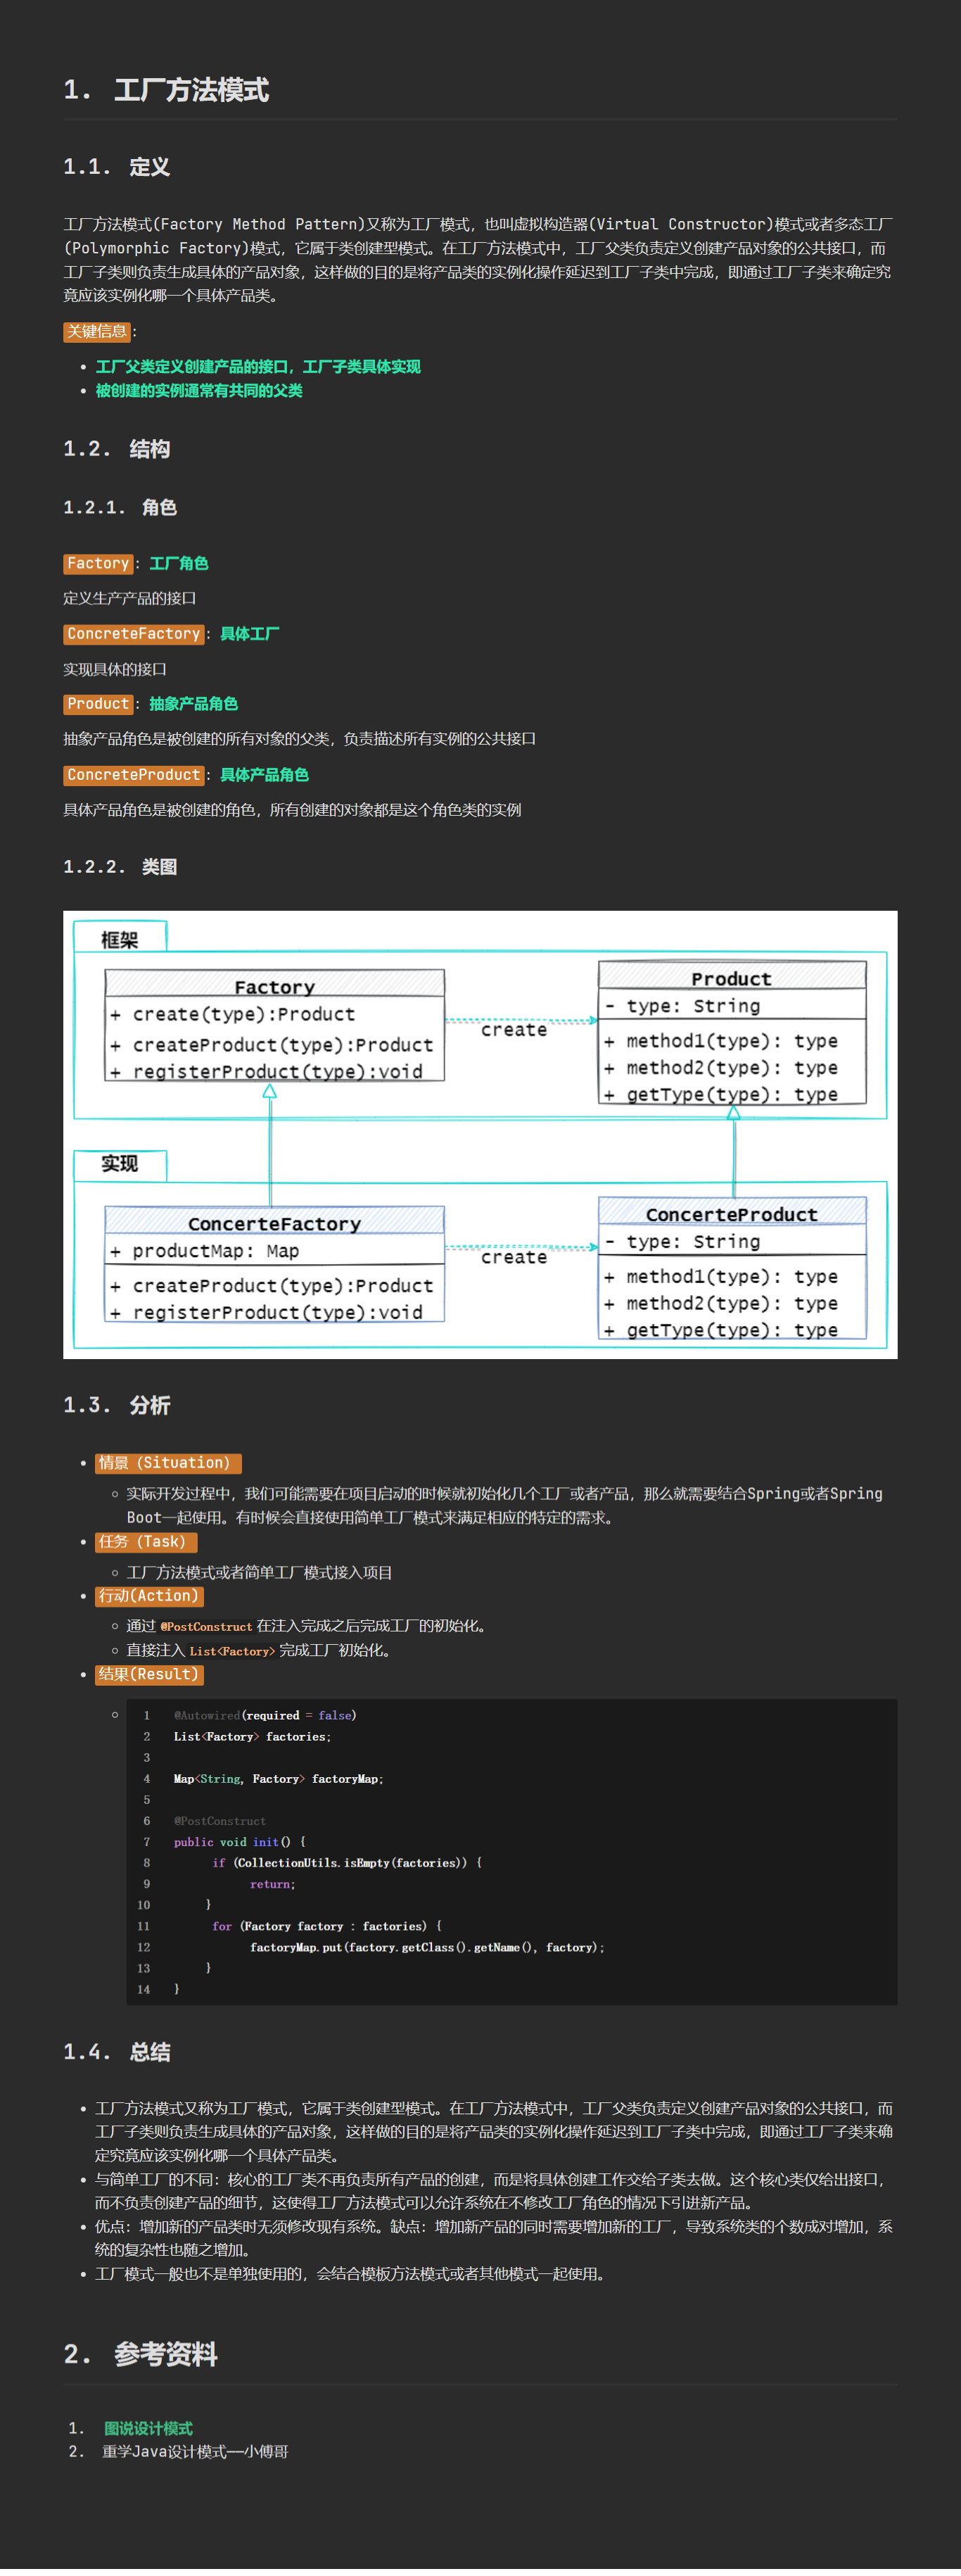 1. 工厂方法模式
1.1. 定义
工厂方法模式(Factory Method Pattern)又称为工厂模式，也叫虚拟构造器(Virtual Constructor)模式或者多态工厂
(Polymorphic Factory)模式，它属于类创建型模式。在工厂方法模式中，工厂父类负责定义创建产品对象的公共接口，而
工厂子类则负责生成具体的产品对象，这样做的目的是将产品类的实例化操作延迟到工厂子类中完成，即通过工厂子类来确定究
竟应该实例化哪一个具体产品类。
关键信息：
• 工厂父类定义创建产品的接口，工厂子类具体实现
• 被创建的实例通常有共同的父类
1.2. 结构
1.2.1. 角色
Factory：工厂角色
定义生产产品的接口
ConcreteFactory：具体工厂
实现具体的接口
Product：抽象产品角色
抽象产品角色是被创建的所有对象的父类，负责描述所有实例的公共接口
ConcreteProduct：具体产品角色
具体产品角色是被创建的角色，所有创建的对象都是这个角色类的实例
1.2.2. 类图
框架
Factory
+ create(type):Product
+ createProduct(type):Product
+ registerProduct(type):void
create
Product
- type: String
+ method1(type): type
+ method2(type): type
+ getType(type): type
实现
ConcerteFactory
+ productMap: Map
+ createProduct(type):Product
+ registerProduct(type):void
create
ConcerteProduct
- type: String
+ method1(type): type
+ method2(type): type
+ getType(type): type
1.3. 分析
• 情景（Situation）
◦ 实际开发过程中，我们可能需要在项目启动的时候就初始化几个工厂或者产品，那么就需要结合Spring或者Spring
Boot一起使用。有时候会直接使用简单工厂模式来满足相应的特定的需求。
• 任务（Task）
◦ 工厂方法模式或者简单工厂模式接入项目
• 行动(Action)
◦ 通过 @PostConstruct 在注入完成之后完成工厂的初始化。
◦ 直接注入 List<Factory> 完成工厂初始化。
• 结果(Result)
1 @Autowired(required = false)
2 List<Factory> factories;
3
4 Map<String, Factory> factoryMap;
5
6 @PostConstruct
7 public void init() {
8 if (CollectionUtils.isEmpty(factories)) {
9 return;
10 }
11 for (Factory factory : factories) {
12 factoryMap.put(factory.getClass().getName(), factory);
13 }
14 }
1.4. 总结
• 工厂方法模式又称为工厂模式，它属于类创建型模式。在工厂方法模式中，工厂父类负责定义创建产品对象的公共接口，而
工厂子类则负责生成具体的产品对象，这样做的目的是将产品类的实例化操作延迟到工厂子类中完成，即通过工厂子类来确
定究竟应该实例化哪一个具体产品类。
• 与简单工厂的不同：核心的工厂类不再负责所有产品的创建，而是将具体创建工作交给子类去做。这个核心类仅给出接口，
而不负责创建产品的细节，这使得工厂方法模式可以允许系统在不修改工厂角色的情况下引进新产品。
• 优点：增加新的产品类时无须修改现有系统。缺点：增加新产品的同时需要增加新的工厂，导致系统类的个数成对增加，系
统的复杂性也随之增加。
• 工厂模式一般也不是单独使用的，会结合模板方法模式或者其他模式一起使用。
2. 参考资料
1. 图说设计模式
2. 重学Java设计模式——小傅哥